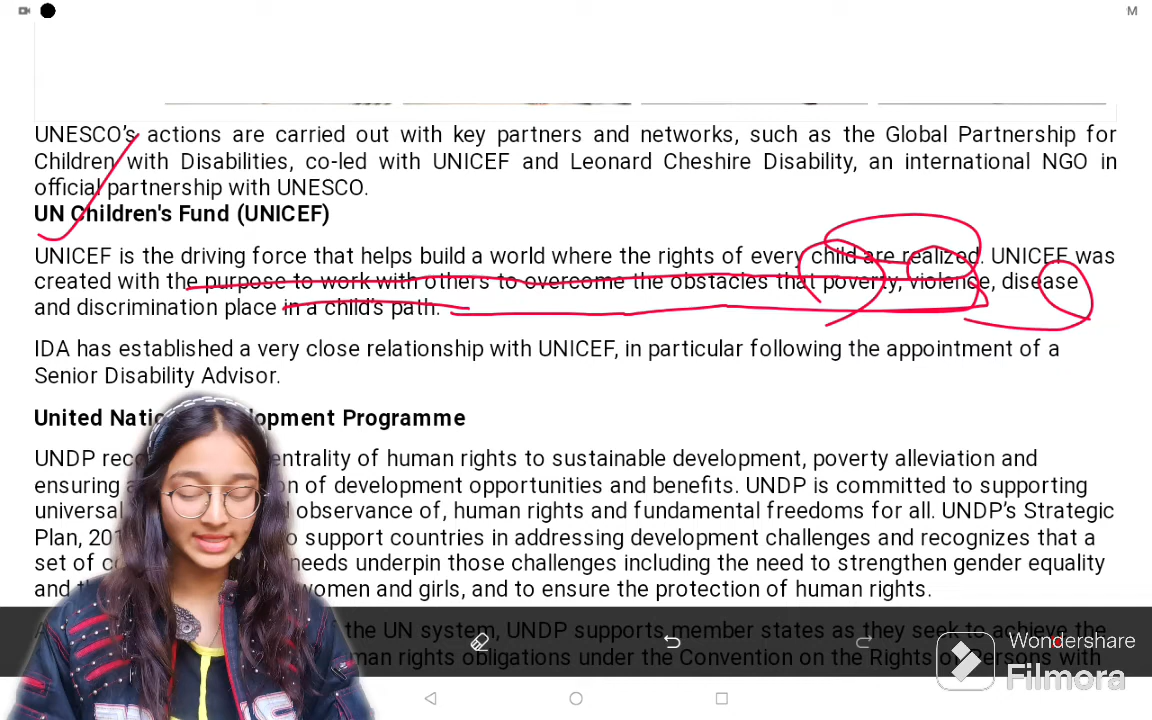 M
UNESCO's actions are carried out with key partners and networks, such as the Global Partnership for
Children with Disabilities, co-led with UNICEF and Leonard Cheshire Disability, an international NGO in
official partnership with UNESCO.
UN Children's Fund (UNICEF)
UNICEF is the driving force that helps build a world where the rights of every child are realized. UNICEF was
created with the purpose to work with others to overcome the obstacles that poverty, violence, disease
and discrimination place in a child's path.
IDA has established a very close relationship with UNICEF, in particular following the appointment of a
Senior Disability Advisor.
United Programme
UNDP of human rights to sustainable development, poverty alleviation and
ensuring of development opportunities and benefits. UNDP is committed to supporting
universal observance of, human rights and fundamental freedoms for all. UNDP's Strategic
Plan, support countries in addressing development challenges and recognizes that a
set of needs underpin those challenges including the need to strengthen gender equality
and women and girls, and to ensure the protection of human rights.
the UN system, UNDP supports member states as they seek to achieve the
rights obligations under the Convention on the Rights of Persons with
Wondershare
Filmora